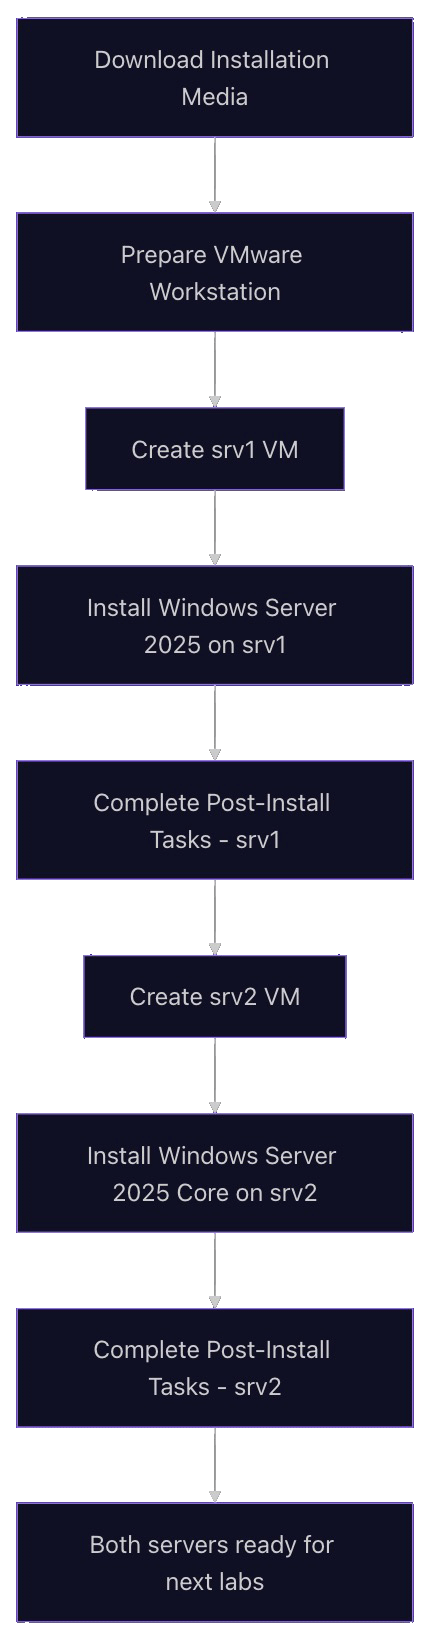 Download Installation
Media
Prepare VMware
Workstation
Create srv1 VM
Install Windows Server
2025 on srv1
Complete Post-Install
Tasks - srv1
Create srv2 VM
Install Windows Server
2025 Core on srv2
Complete Post-Install
Tasks - srv2
Both servers ready for
next labs